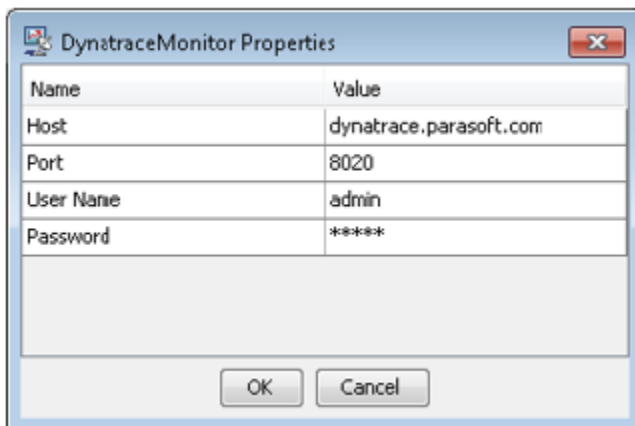 DynatraceMonitor Properties
Name Value
Host dynatrace.parasoft.com
Port 8020
User Name admin
Password *****
OK Cancel